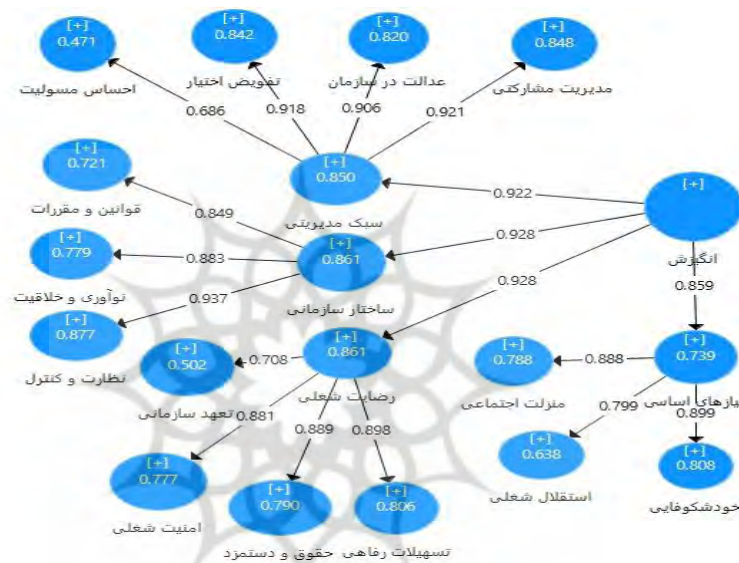 [+] [+] [+] [+]
0.471 0.842 0.820 0.848
احساس مسولیت تفویض اختیار عدالت در سازمان مدیریت مشارکتی
0.686 0.918 0.906 0.921
[+]
0.721
قوانین و مقررات
[+]
0.850
سبک مدیریتی
0.922
[+]
انگیزش
0.849
0.928
[+]
0.779
نوآوری و خلاقیت
0.883
[+]
0.861
ساختار سازمانی
0.937
0.928
0.859
[+]
0.877
نظارت و کنترل
[+]
0.502
تعهد سازمانی
0.708
[+]
0.861
رضایت شغلی
[+]
0.788
منزلت اجتماعی
0.888
[+]
0.739
نیازهای اساسی
0.881
0.889
0.898
0.799
0.899
[+]
0.777
امنیت شغلی
[+]
0.790
حقوق و دستمزد
[+]
0.806
تسهیلات رفاهی
[+]
0.638
استقلال شغلی
[+]
0.808
خودشکوفایی